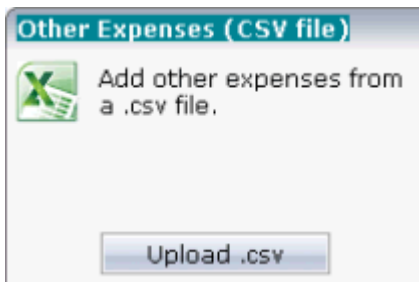 Other Expenses (CSV file)
Add other expenses from
a .csv file.
Upload .csv